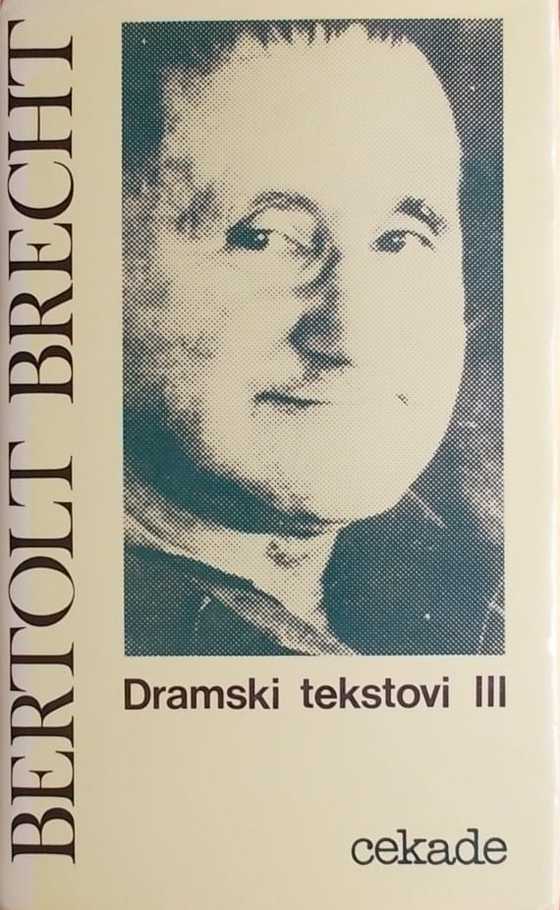 BERTOLT BRECHT
Dramski tekstovi III
cekade